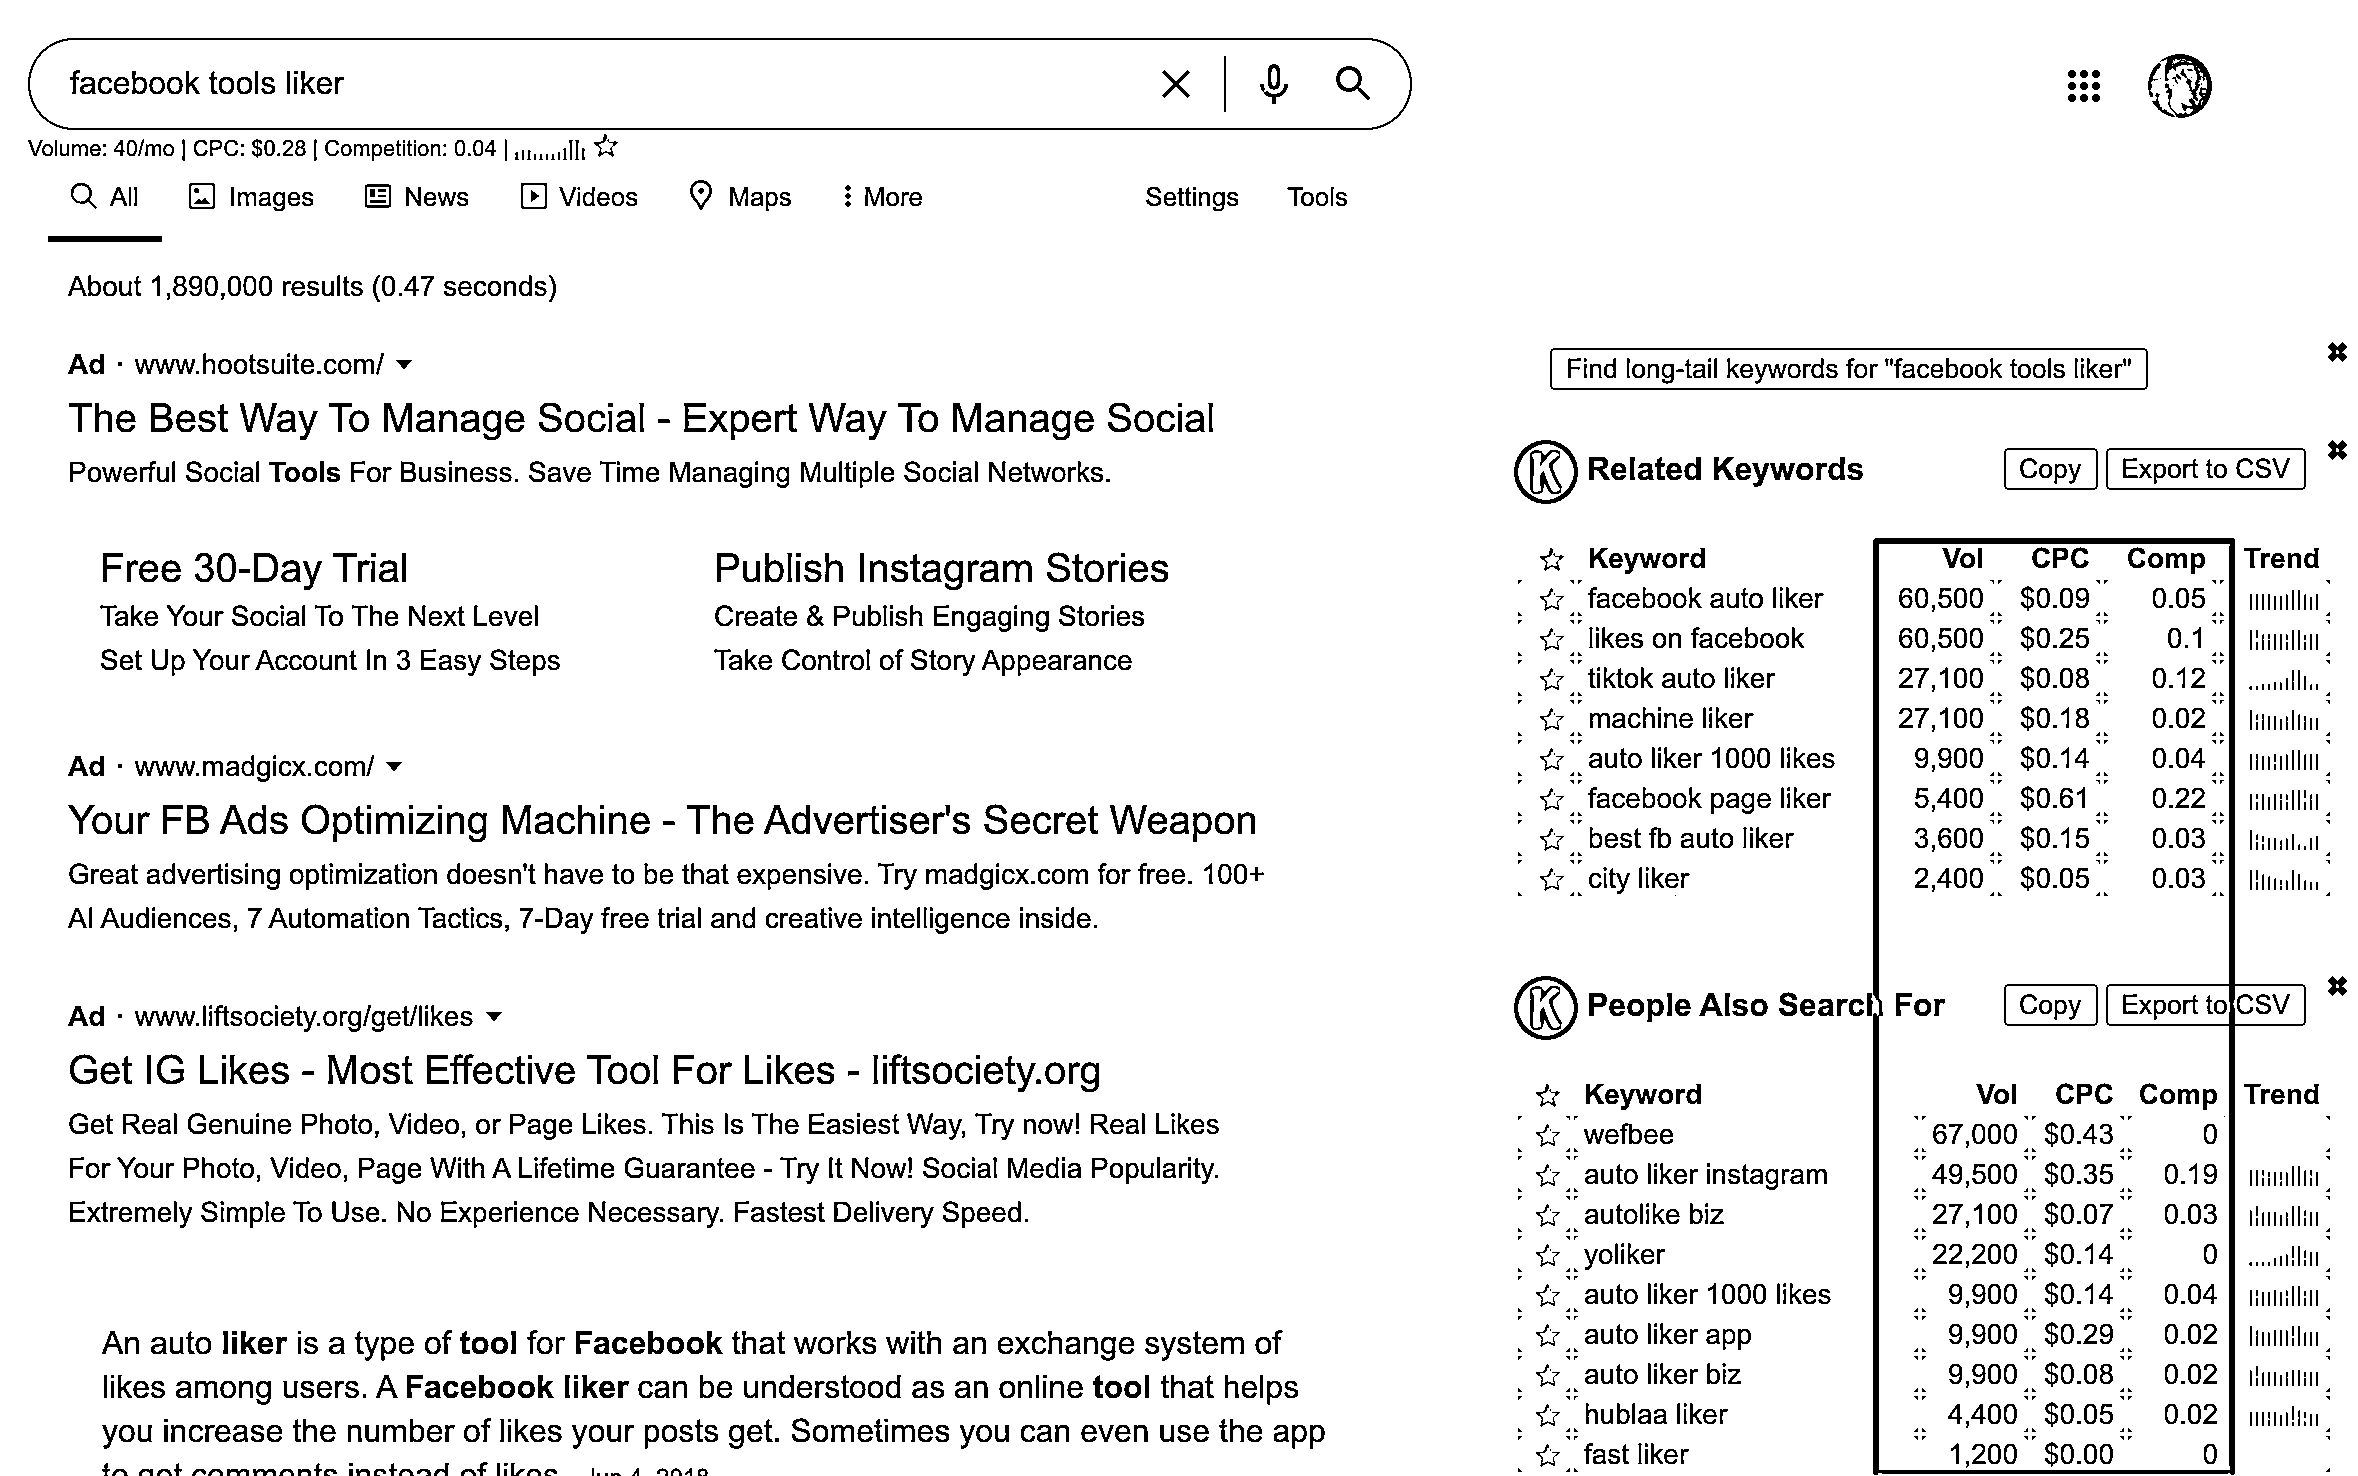 facebook tools liker
Volume: 40/mo | CPC: $0.28 | Competition: 0.04 |
All Images News Videos Maps More Settings Tools
About 1,890,000 results (0.47 seconds)
Ad · www.hootsuite.com/
The Best Way To Manage Social - Expert Way To Manage Social
Powerful Social Tools For Business. Save Time Managing Multiple Social Networks.
Free 30-Day Trial
Take Your Social To The Next Level
Set Up Your Account In 3 Easy Steps
Publish Instagram Stories
Create & Publish Engaging Stories
Take Control of Story Appearance
Ad · www.madgicx.com/
Your FB Ads Optimizing Machine - The Advertiser's Secret Weapon
Great advertising optimization doesn't have to be that expensive. Try madgicx.com for free. 100+
AI Audiences, 7 Automation Tactics, 7-Day free trial and creative intelligence inside.
Ad · www.liftsociety.org/get/likes
Get IG Likes - Most Effective Tool For Likes - liftsociety.org
Get Real Genuine Photo, Video, or Page Likes. This Is The Easiest Way, Try now! Real Likes
For Your Photo, Video, Page With A Lifetime Guarantee - Try It Now! Social Media Popularity.
Extremely Simple To Use. No Experience Necessary. Fastest Delivery Speed.
An auto liker is a type of tool for Facebook that works with an exchange system of
likes among users. A Facebook liker can be understood as an online tool that helps
you increase the number of likes your posts get. Sometimes you can even use the app
to get comments instead of likes. Jun 4, 2018
Find long-tail keywords for "facebook tools liker"
K Related Keywords Copy Export to CSV
Keyword Vol CPC Comp Trend
facebook auto liker 60,500 $0.09 0.05
likes on facebook 60,500 $0.25 0.1
tiktok auto liker 27,100 $0.08 0.12
machine liker 27,100 $0.18 0.02
auto liker 1000 likes 9,900 $0.14 0.04
facebook page liker 5,400 $0.61 0.22
best fb auto liker 3,600 $0.15 0.03
city liker 2,400 $0.05 0.03
K People Also Search For Copy Export to CSV
Keyword Vol CPC Comp Trend
wefbee 67,000 $0.43 0
auto liker instagram 49,500 $0.35 0.19
autolike biz 27,100 $0.07 0.03
yoliker 22,200 $0.14 0
auto liker 1000 likes 9,900 $0.14 0.04
auto liker app 9,900 $0.29 0.02
auto liker biz 9,900 $0.08 0.02
hublaa liker 4,400 $0.05 0.02
fast liker 1,200 $0.00 0